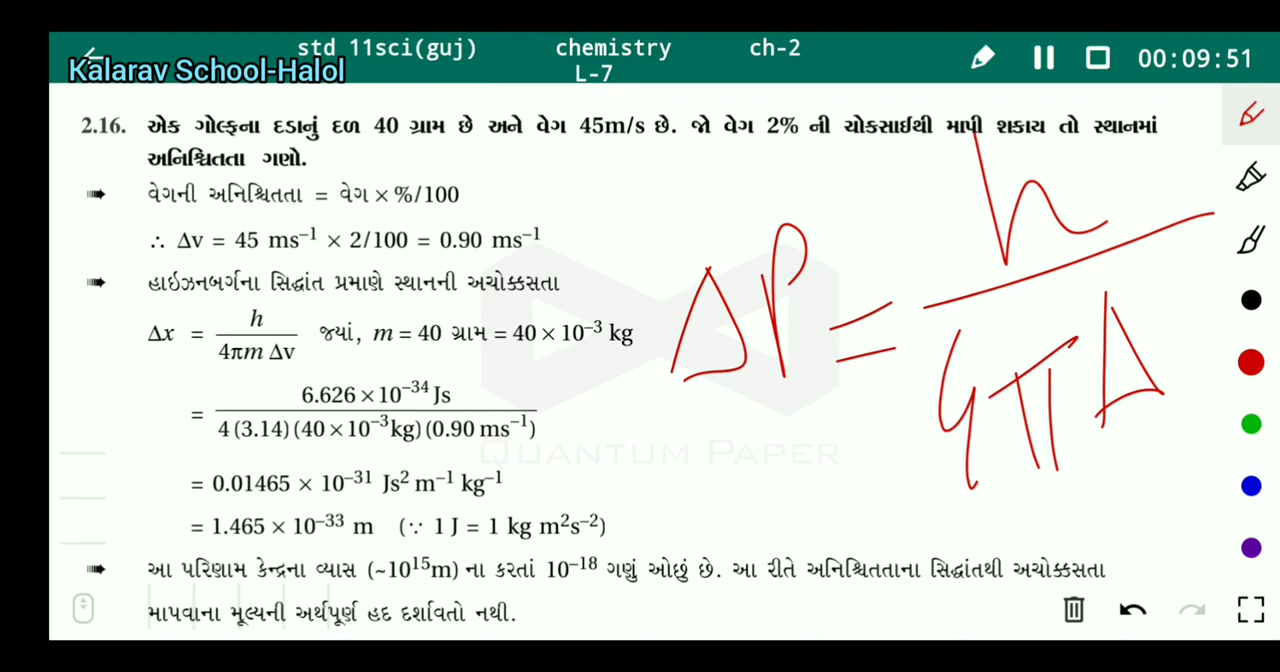 std 11sci(guj) chemistry ch-2
L-7
00:09:51
Kalarav School-Halol
2.16. એક ગોલ્ફના દડાનું દળ 40 ગ્રામ છે અને વેગ 45m/s છે. જો વેગ 2% ની ચોકસાઈથી માપી શકાય તો સ્થાનમાં
અનિશ્ચિતતા ગણો.
વેગની અનિશ્ચિતતા = વેગ × %/100
∴ Δv = 45 ms⁻¹ × 2/100 = 0.90 ms⁻¹
હાઇઝનબર્ગના સિદ્ધાંત પ્રમાણે સ્થાનની અચોક્કસતા
Δx = h / 4πm Δv જ્યાં, m = 40 ગ્રામ = 40 × 10⁻³ kg
= 6.626 × 10⁻³⁴ Js / 4 (3.14) (40 × 10⁻³kg) (0.90 ms⁻¹)
= 0.01465 × 10⁻³¹ Js² m⁻¹ kg⁻¹
= 1.465 × 10⁻³³ m (∵ 1 J = 1 kg m²s⁻²)
આ પરિણામ કેન્દ્રના વ્યાસ (~10¹⁵m) ના કરતાં 10⁻¹⁸ ગણું ઓછું છે. આ રીતે અનિશ્ચિતતાના સિદ્ધાંતથી અચોક્કસતા
માપવાના મૂલ્યની અર્થપૂર્ણ હદ દર્શાવતો નથી.
ΔP = h / 4πΔ
QUANTUM PAPER